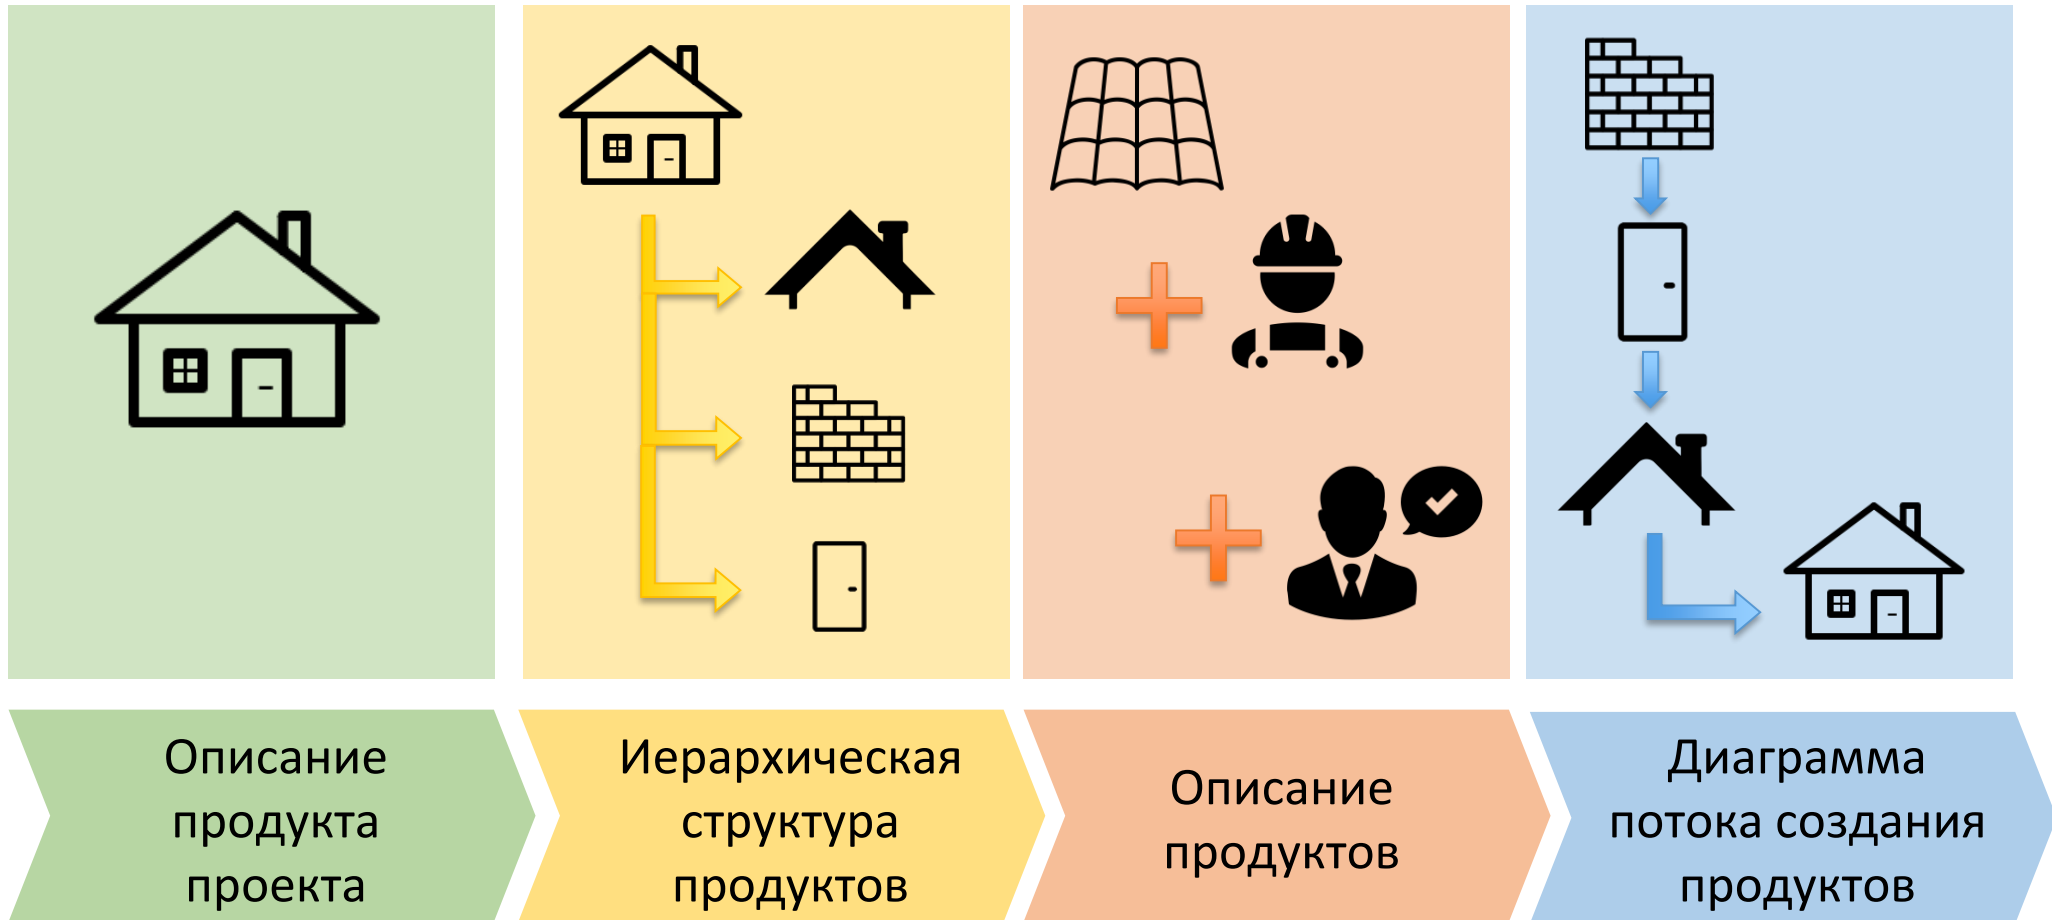 Описание
продукта
проекта
Иерархическая
структура
продуктов
Описание
продуктов
Диаграмма
потока создания
продуктов